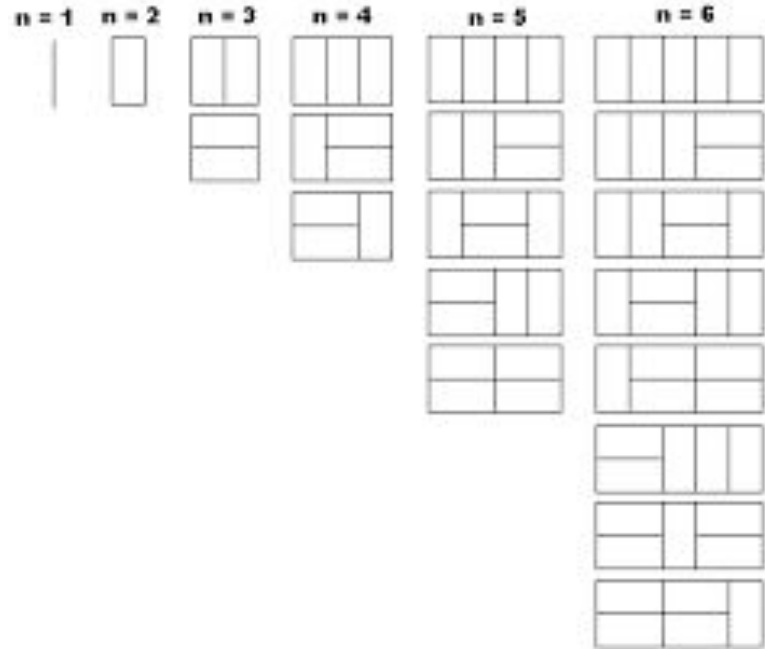 n = 1 n = 2 n = 3 n = 4 n = 5 n = 6